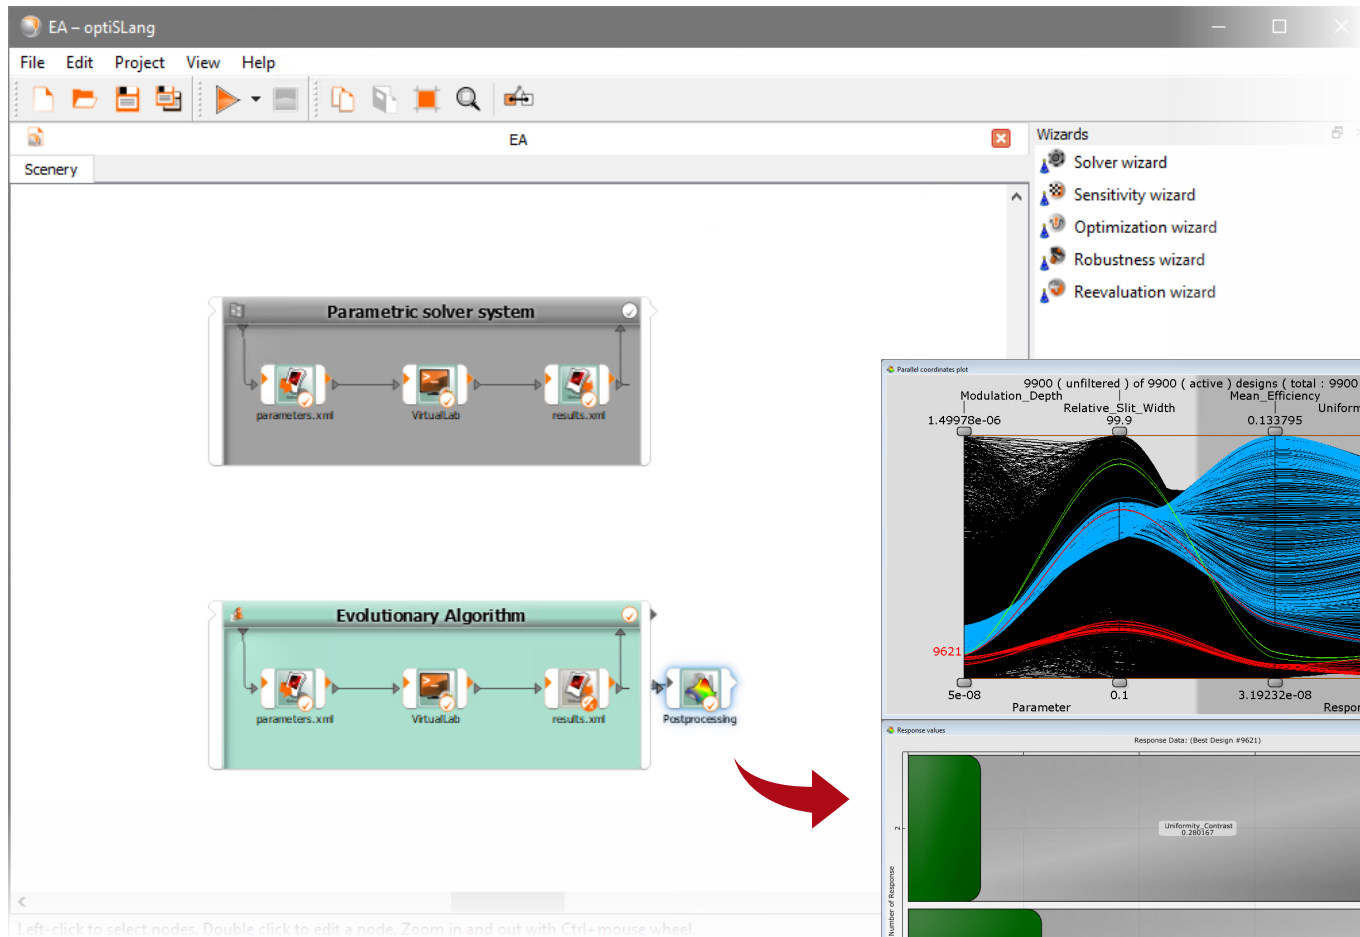 EA – optiSLang
File Edit Project View Help
EA
Scenery
Wizards
Solver wizard
Sensitivity wizard
Optimization wizard
Robustness wizard
Reevaluation wizard
Parametric solver system
parameters.xml VirtualLab results.xml
Evolutionary Algorithm
parameters.xml VirtualLab results.xml
Postprocessing
Parallel coordinates plot
9900 ( unfiltered ) of 9900 ( active ) designs ( total : 9900
Modulation_Depth Mean_Efficiency
Relative_Slit_Width Uniform
1.49978e-06 99.9 0.133795
9621
5e-08 0.1 3.19232e-08
Parameter Respon
Response values
Response Data: (Best Design #9621)
Uniformity_Contrast
0.280167
2
Number of Response
Left-click to select nodes. Double click to edit a node. Zoom in and out with Ctrl+mouse wheel.